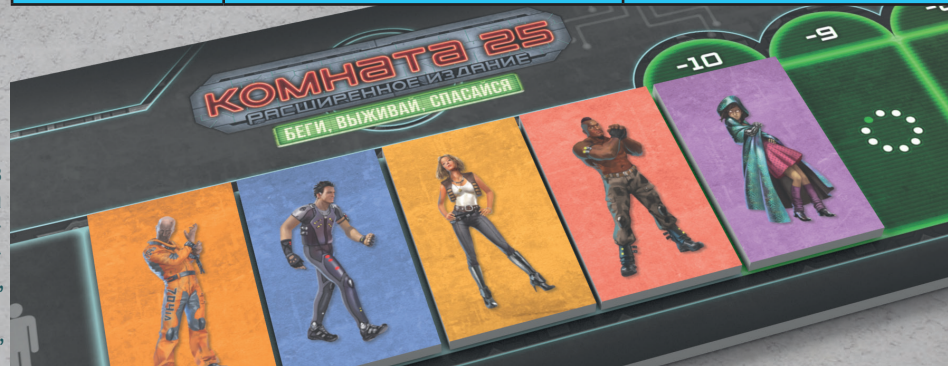 КОМНАТА 25
РАСШИРЕННОЕ ИЗДАНИЕ
БЕГИ, ВЫЖИВАЙ, СПАСАЙСЯ
-10
-9